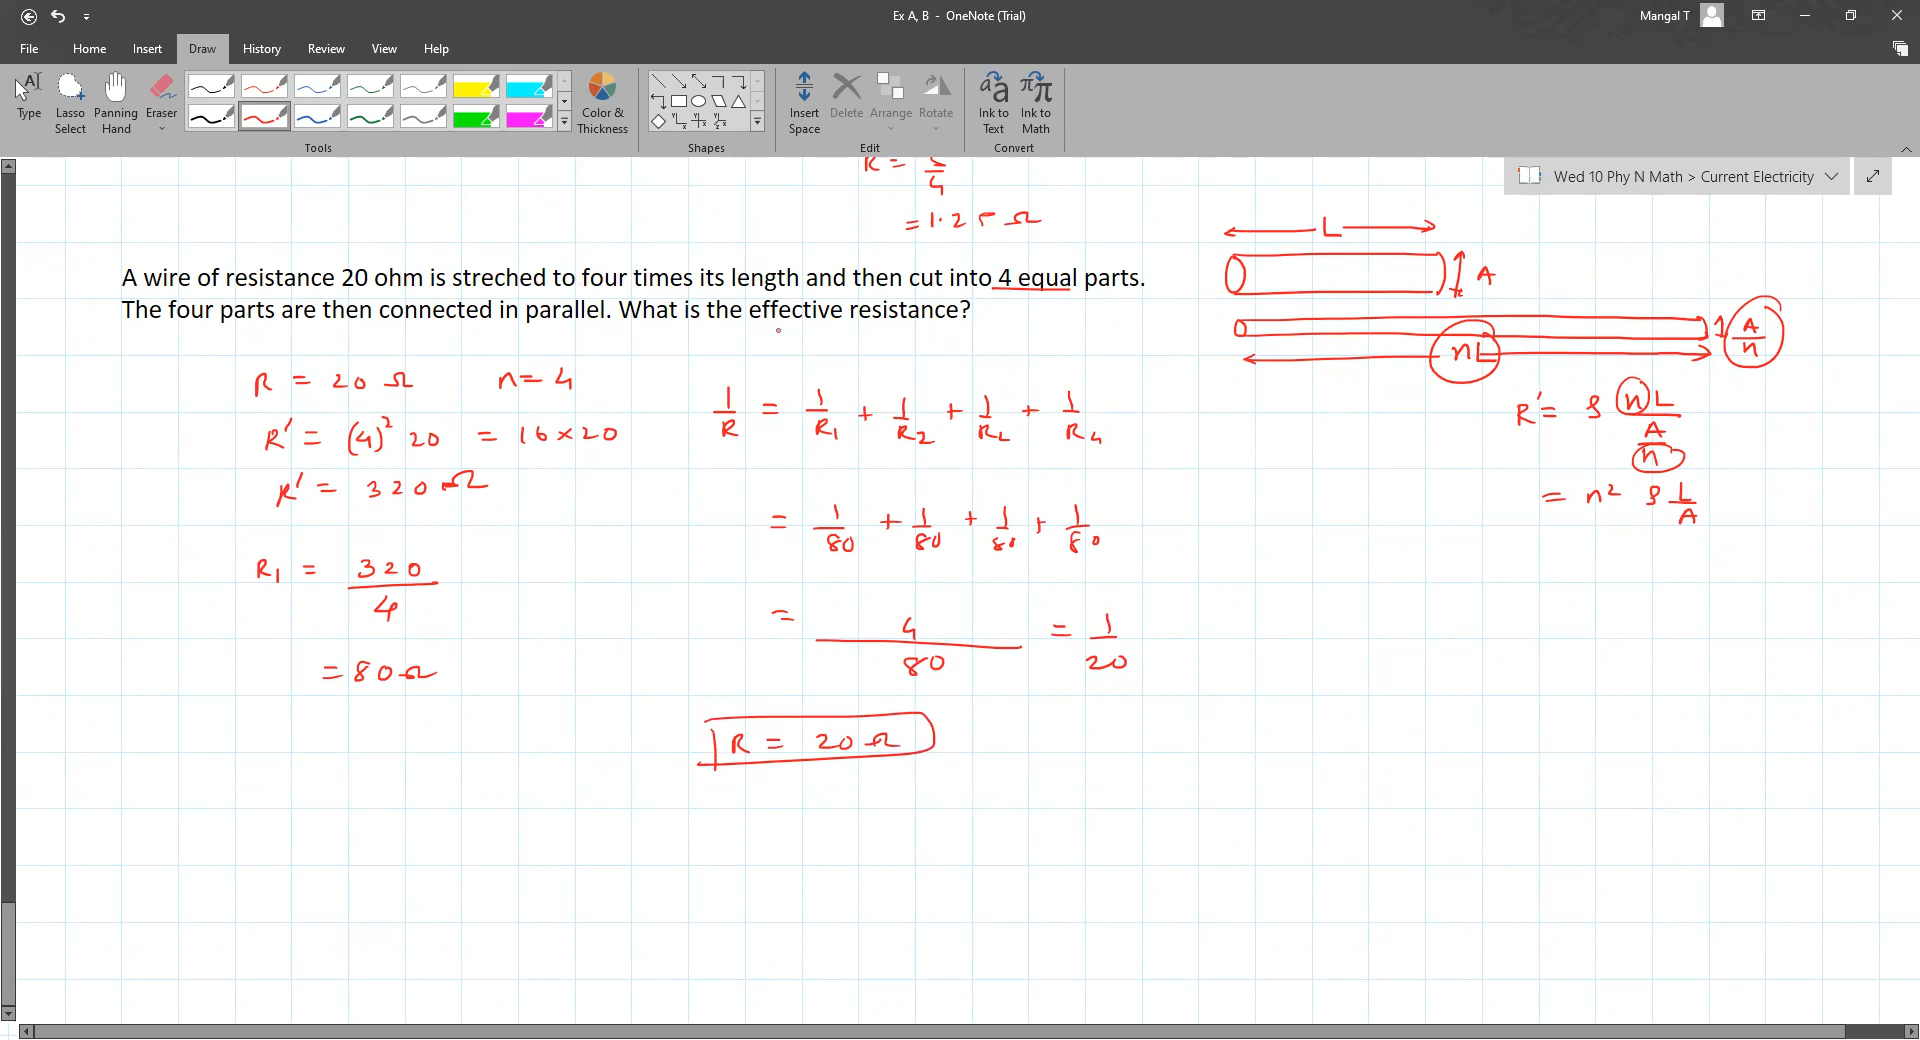 Ex A, B - OneNote (Trial)
Mangal T
File Home Insert Draw History Review View Help
Type
Lasso Select
Panning Hand
Eraser
Color & Thickness
Insert Space
Delete
Arrange
Rotate
Ink to Text
Ink to Math
Tools
Shapes
Edit
Convert
Wed 10 Phy N Math > Current Electricity
= 1.25 Ω
A wire of resistance 20 ohm is streched to four times its length and then cut into 4 equal parts.
The four parts are then connected in parallel. What is the effective resistance?
R = 20 Ω n = 4
R' = (4)² 20 = 16 × 20
R' = 320 Ω
R₁ = 320/4
= 80 Ω
1/R = 1/R₁ + 1/R₂ + 1/R₂ + 1/R₄
= 1/80 + 1/80 + 1/80 + 1/80
= 4/80 = 1/20
R = 20 Ω
L
A
A/n
nL
R' = ρ nL/(A/n)
= n² ρ L/A